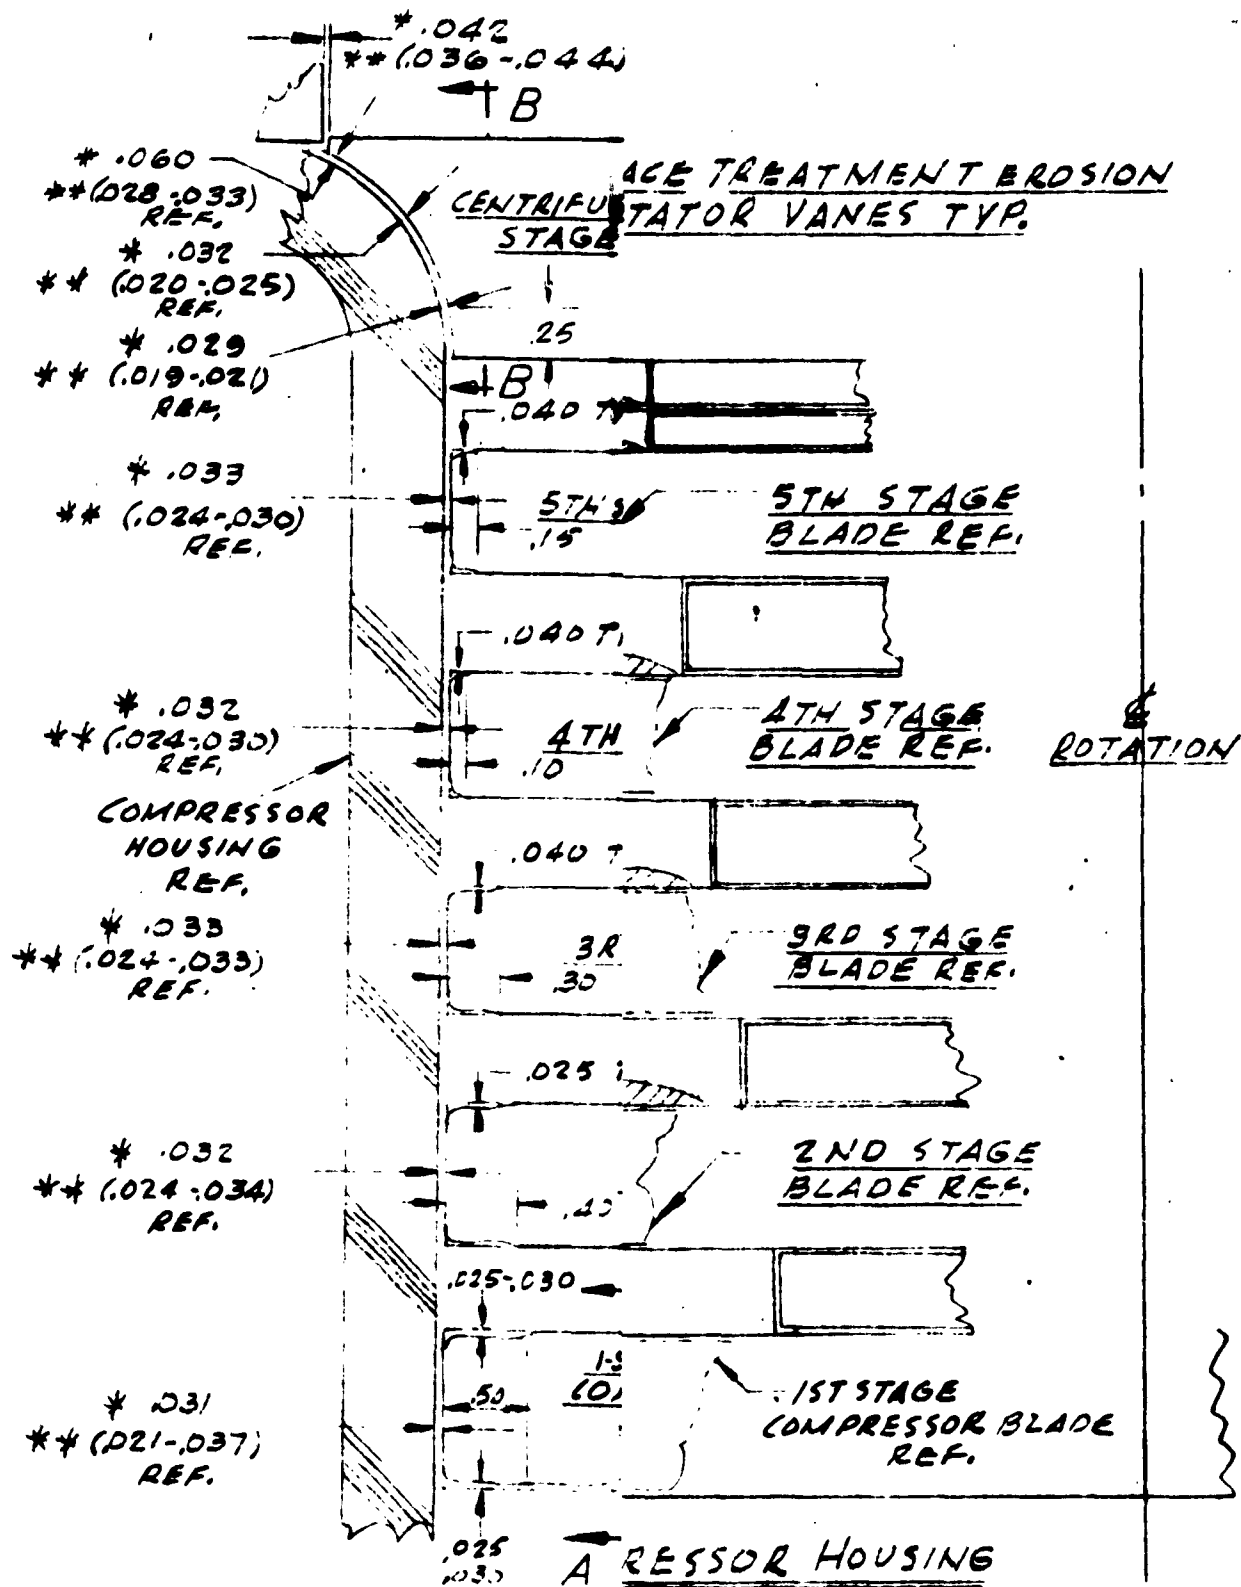 * .042
** (.036-.044)
B
* .060
** (.028-.033)
REF.
CENTRIFU
STAGE
ACE TREATMENT EROSION
TATOR VANES TYP.
* .032
** (.020-.025)
REF.
.25
* .029
** (.019-.021)
REF.
B
.040 T
* .033
** (.024-.030)
REF.
5TH S
.15
5TH STAGE
BLADE REF.
.040 T
* .032
** (.024-.030)
REF.
4TH
.10
4TH STAGE
BLADE REF.
℄
ROTATION
COMPRESSOR
HOUSING
REF.
.040 T
* .033
** (.024-.033)
REF.
3R
.30
3RD STAGE
BLADE REF.
.025
* .032
** (.024-.034)
REF.
.40
2ND STAGE
BLADE REF.
.025-.030
.50
* .031
** (.021-.037)
REF.
1ST STAGE
COMPRESSOR BLADE
REF.
.025
.030
A
RESSOR HOUSING